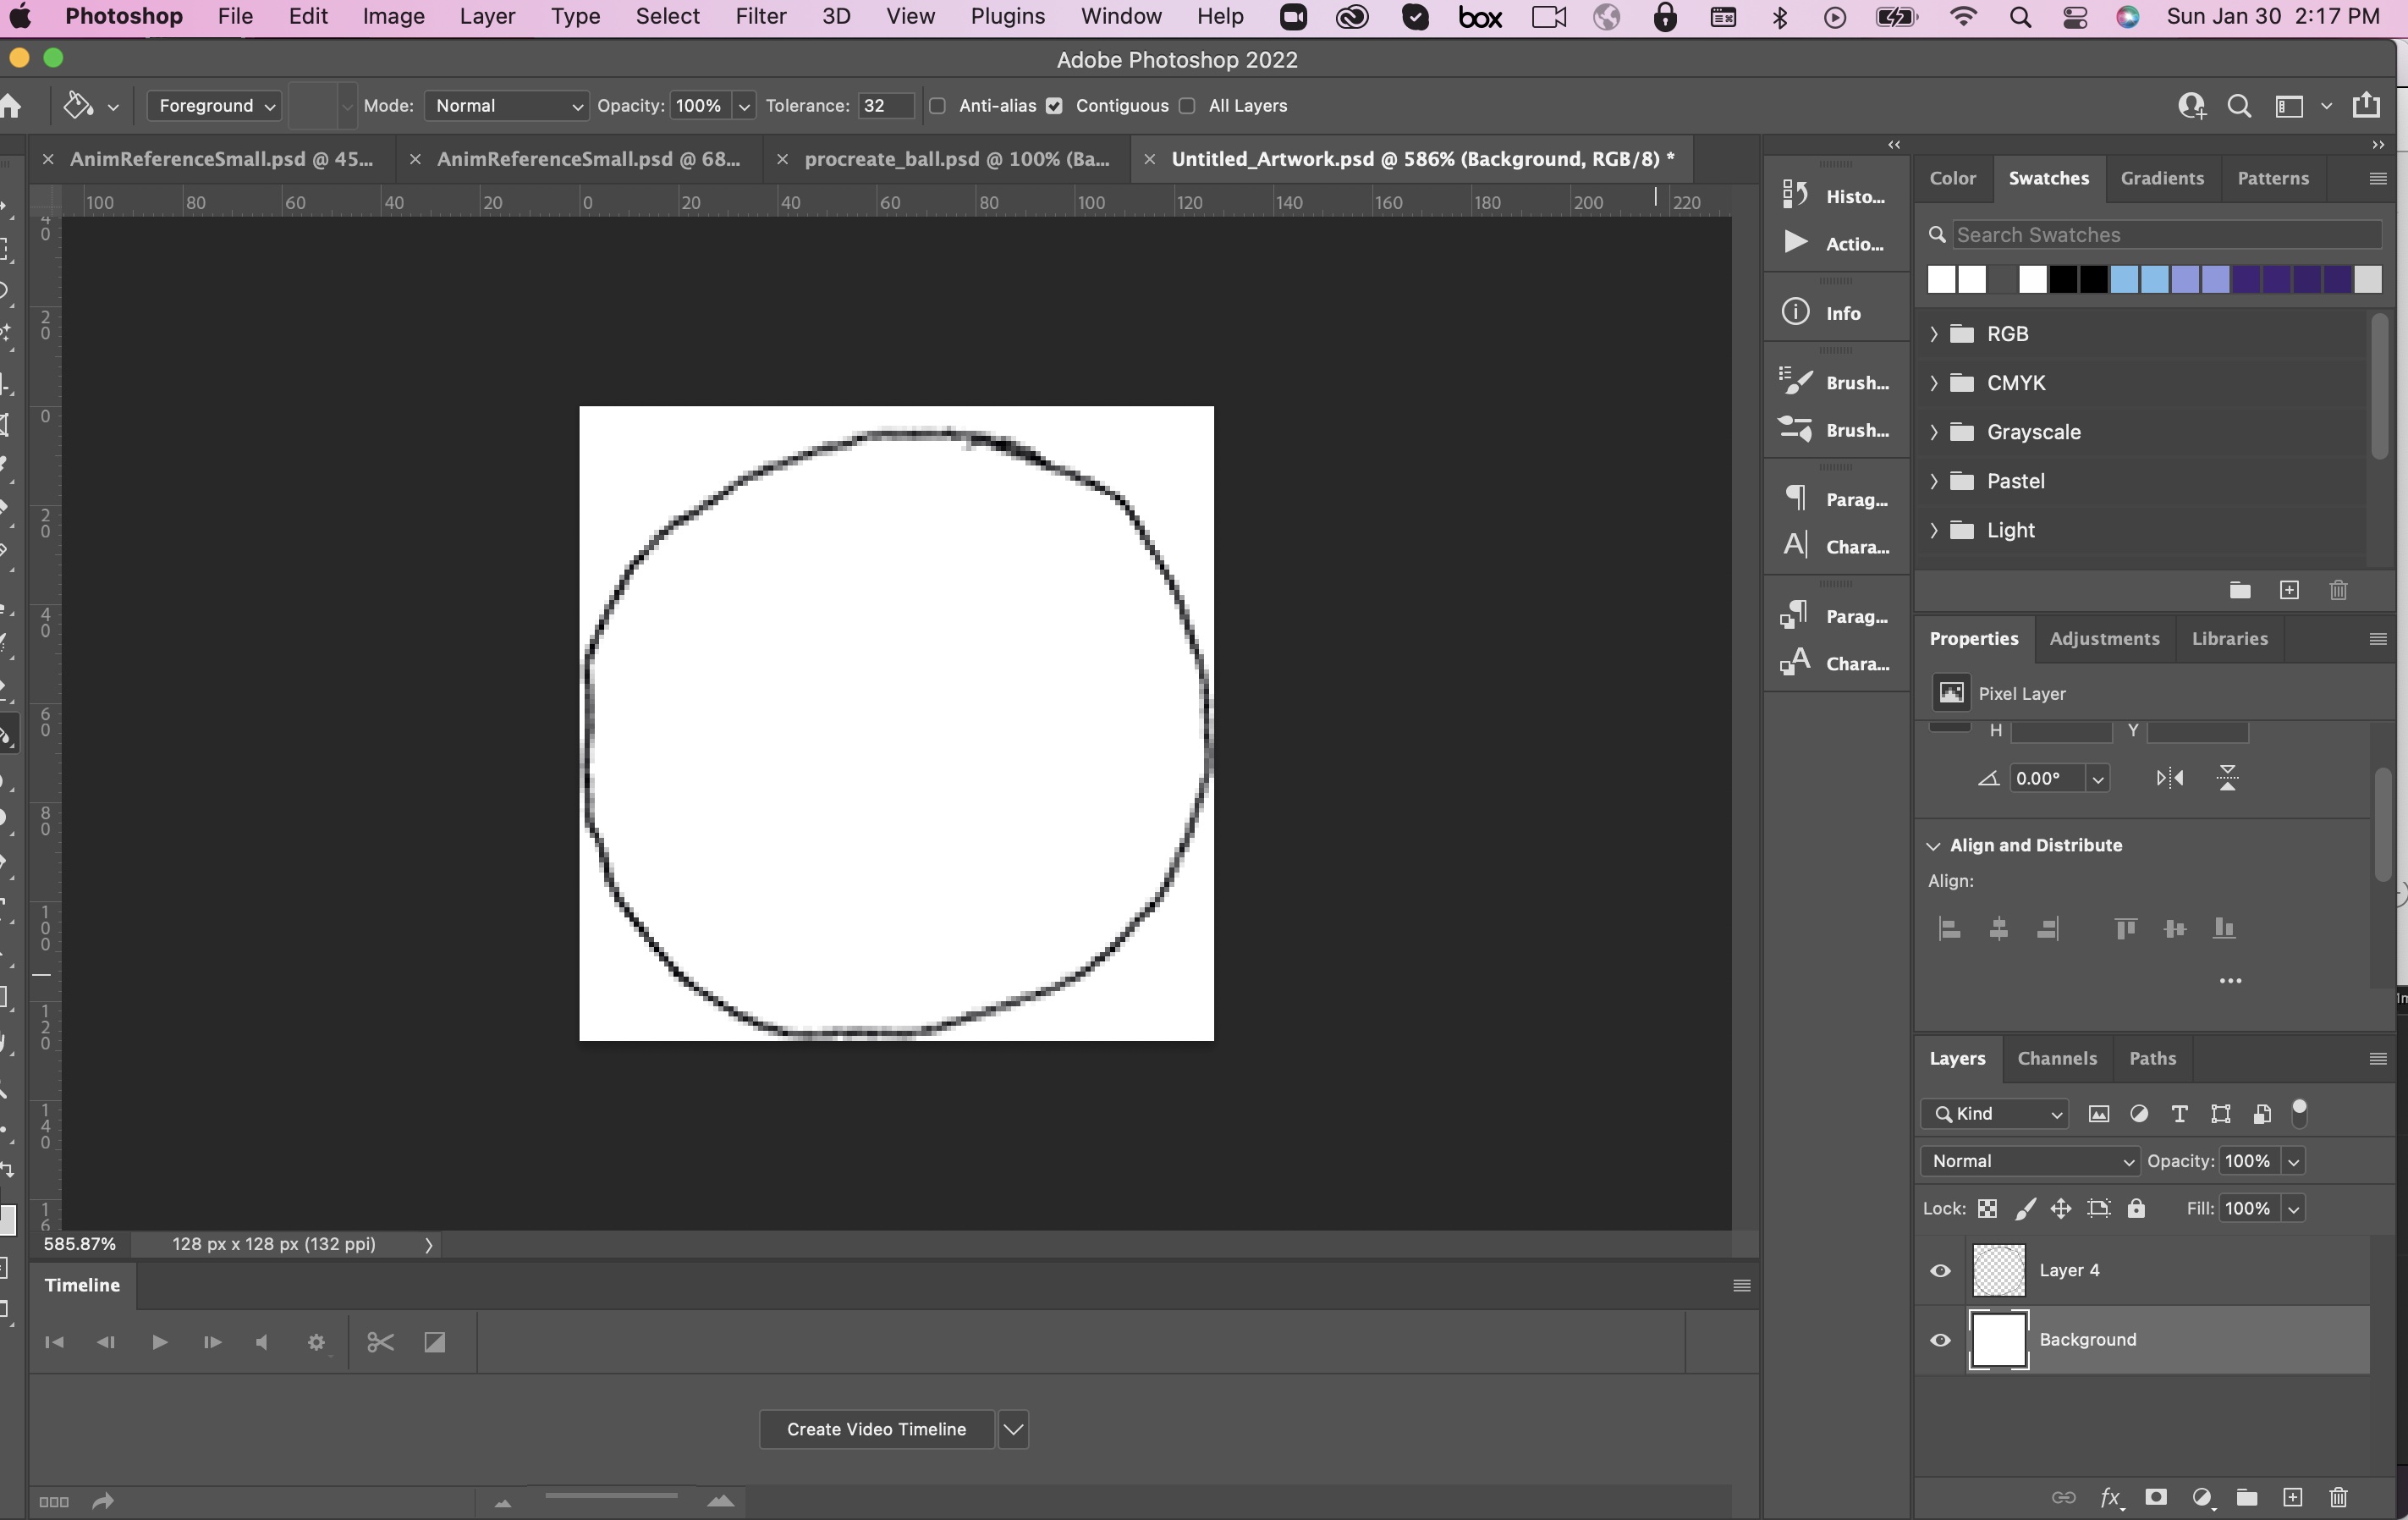 Photoshop File Edit Image Layer Type Select Filter 3D View Plugins Window Help box Sun Jan 30 2:17 PM
Adobe Photoshop 2022
Foreground Mode: Normal Opacity: 100% Tolerance: 32 Anti-alias Contiguous All Layers
AnimReferenceSmall.psd @ 45... AnimReferenceSmall.psd @ 68... procreate_ball.psd @ 100% (Ba... Untitled_Artwork.psd @ 586% (Background, RGB/8) *
100 80 60 40 20 0 20 40 60 80 100 120 140 160 180 200 220
40
20
0
20
40
60
80
100
120
140
16
Histo...
Actio...
Info
Brush...
Brush...
Parag...
Chara...
Parag...
Chara...
Color Swatches Gradients Patterns
Search Swatches
RGB
CMYK
Grayscale
Pastel
Light
Properties Adjustments Libraries
Pixel Layer
H Y
0.00°
Align and Distribute
Align:
Layers Channels Paths
Kind
Normal Opacity: 100%
Lock: Fill: 100%
Layer 4
Background
fx
585.87% 128 px x 128 px (132 ppi)
Timeline
Create Video Timeline